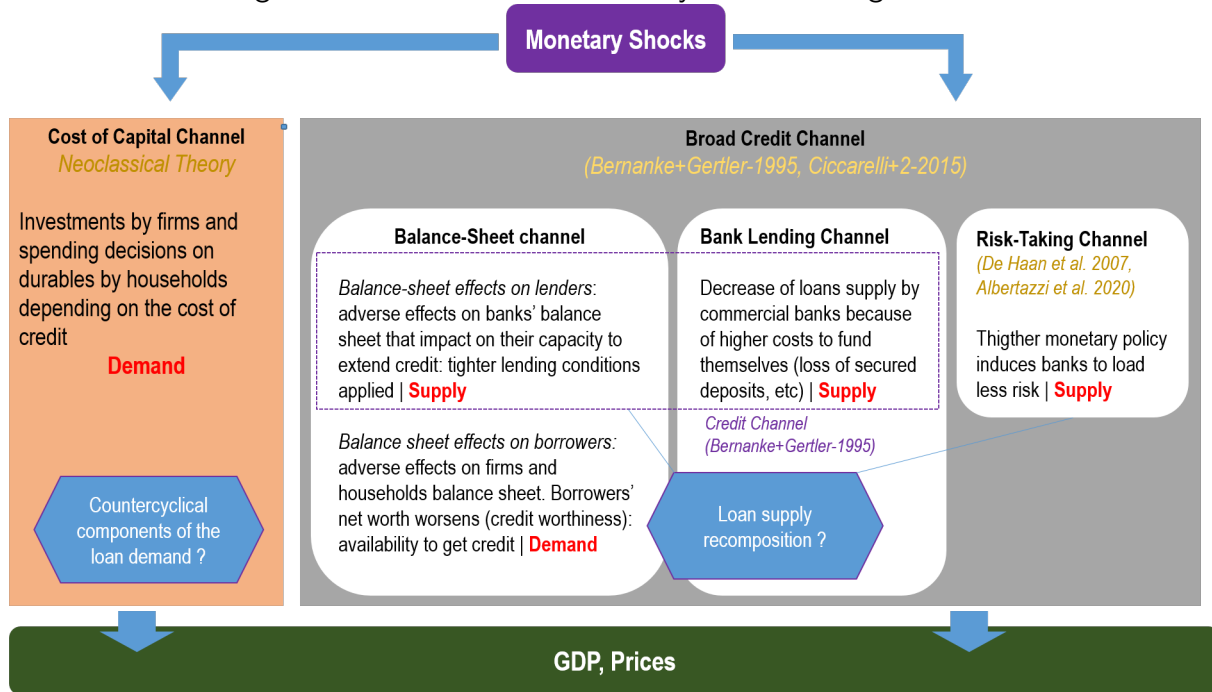 Monetary Shocks
Cost of Capital Channel
Neoclassical Theory
Investments by firms and
spending decisions on
durables by households
depending on the cost of
credit
Demand
Countercyclical
components of the
loan demand ?
Broad Credit Channel
(Bernanke+Gertler-1995, Ciccarelli+2-2015)
Balance-Sheet channel
Balance-sheet effects on lenders:
adverse effects on banks' balance
sheet that impact on their capacity to
extend credit: tighter lending conditions
applied | Supply
Balance sheet effects on borrowers:
adverse effects on firms and
households balance sheet. Borrowers'
net worth worsens (credit worthiness):
availability to get credit | Demand
Bank Lending Channel
Decrease of loans supply by
commercial banks because
of higher costs to fund
themselves (loss of secured
deposits, etc) | Supply
Credit Channel
(Bernanke+Gertler-1995)
Loan supply
recomposition ?
Risk-Taking Channel
(De Haan et al. 2007,
Albertazzi et al. 2020)
Thigther monetary policy
induces banks to load
less risk | Supply
GDP, Prices